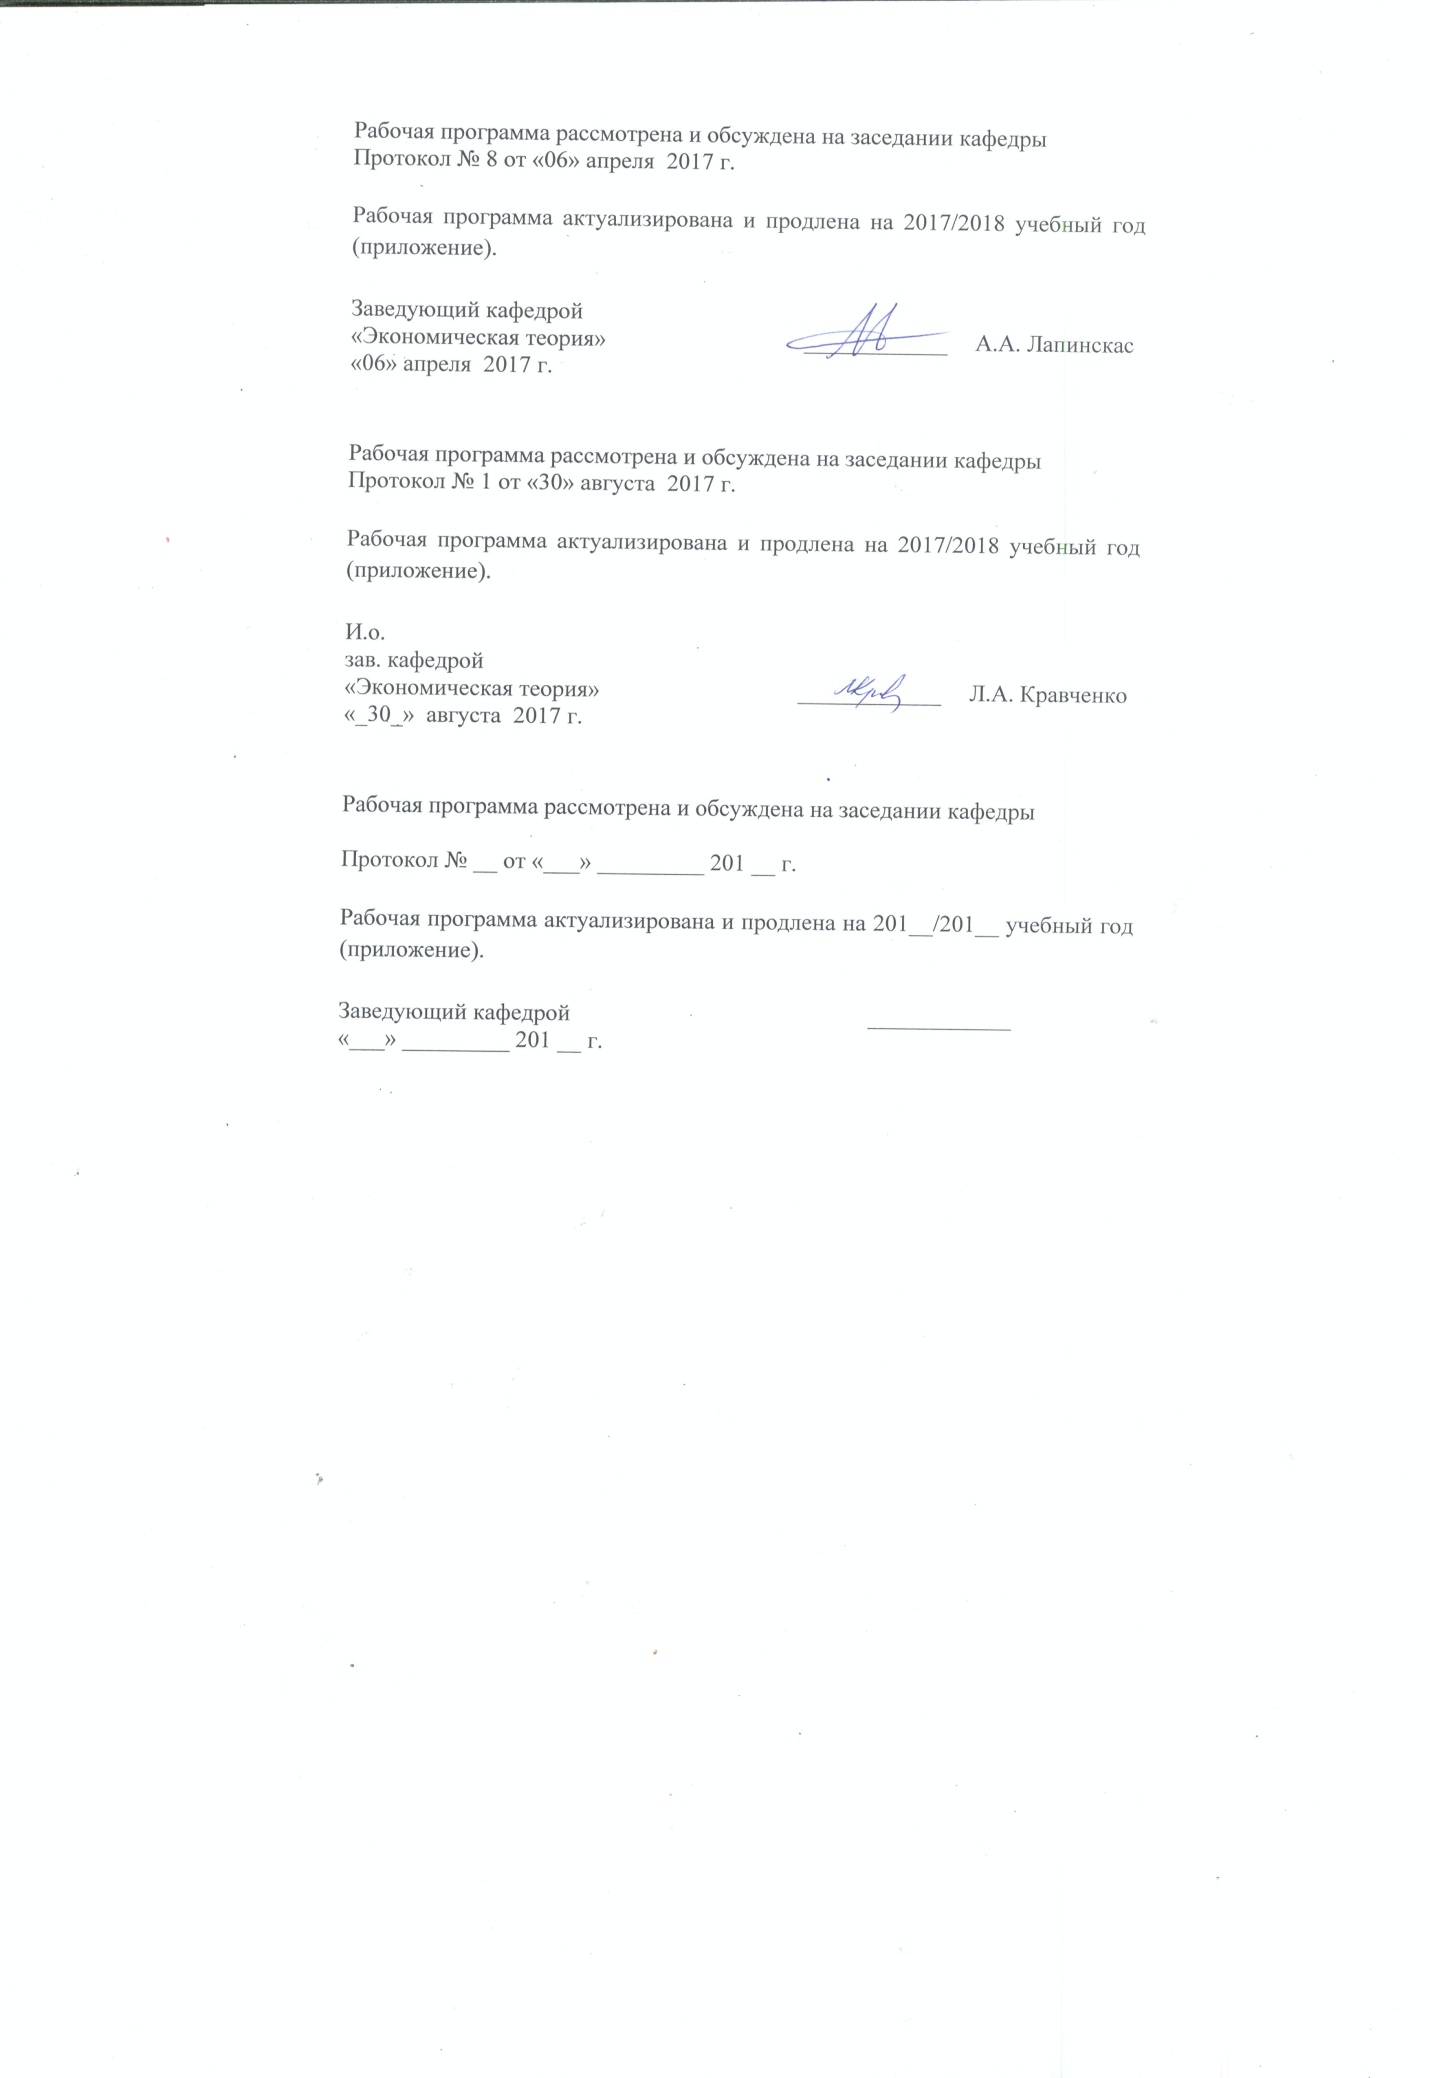 Рабочая программа рассмотрена и обсуждена на заседании кафедры
Протокол № 8 от «06» апреля  2017 г.
Рабочая программа актуализирована и продлена на 2017/2018 учебный год
(приложение).
Заведующий кафедрой
«Экономическая теория»
____________ А.А. Лапинскас
«06» апреля  2017 г.
Рабочая программа рассмотрена и обсуждена на заседании кафедры
Протокол № 1 от «30» августа  2017 г.
Рабочая программа актуализирована и продлена на 2017/2018 учебный год
(приложение).
И.о.
зав. кафедрой
«Экономическая теория»
____________ Л.А. Кравченко
«_30_»  августа  2017 г.
Рабочая программа рассмотрена и обсуждена на заседании кафедры
Протокол № __ от «___» _________ 201 __ г.
Рабочая программа актуализирована и продлена на 201__/201__ учебный год
(приложение).
Заведующий кафедрой ____________
«___» _________ 201 __ г.